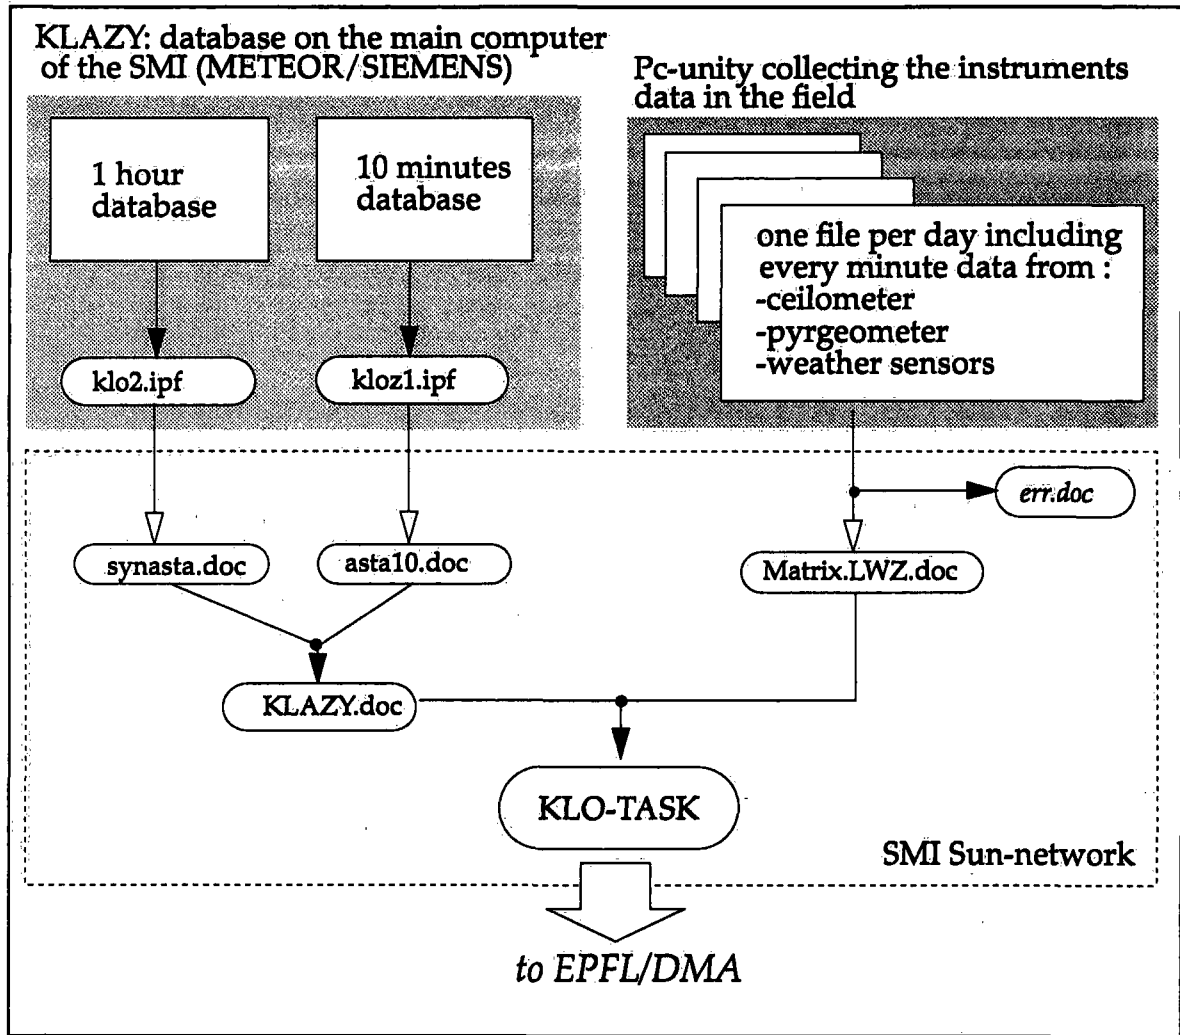 KLAZY: database on the main computer
of the SMI (METEOR/SIEMENS)
Pc-unity collecting the instruments
data in the field
1 hour
database
10 minutes
database
one file per day including
every minute data from :
-ceilometer
-pyrgeometer
-weather sensors
klo2.ipf
kloz1.ipf
err.doc
synasta.doc
asta10.doc
Matrix.LWZ.doc
KLAZY.doc
KLO-TASK
SMI Sun-network
to EPFL/DMA